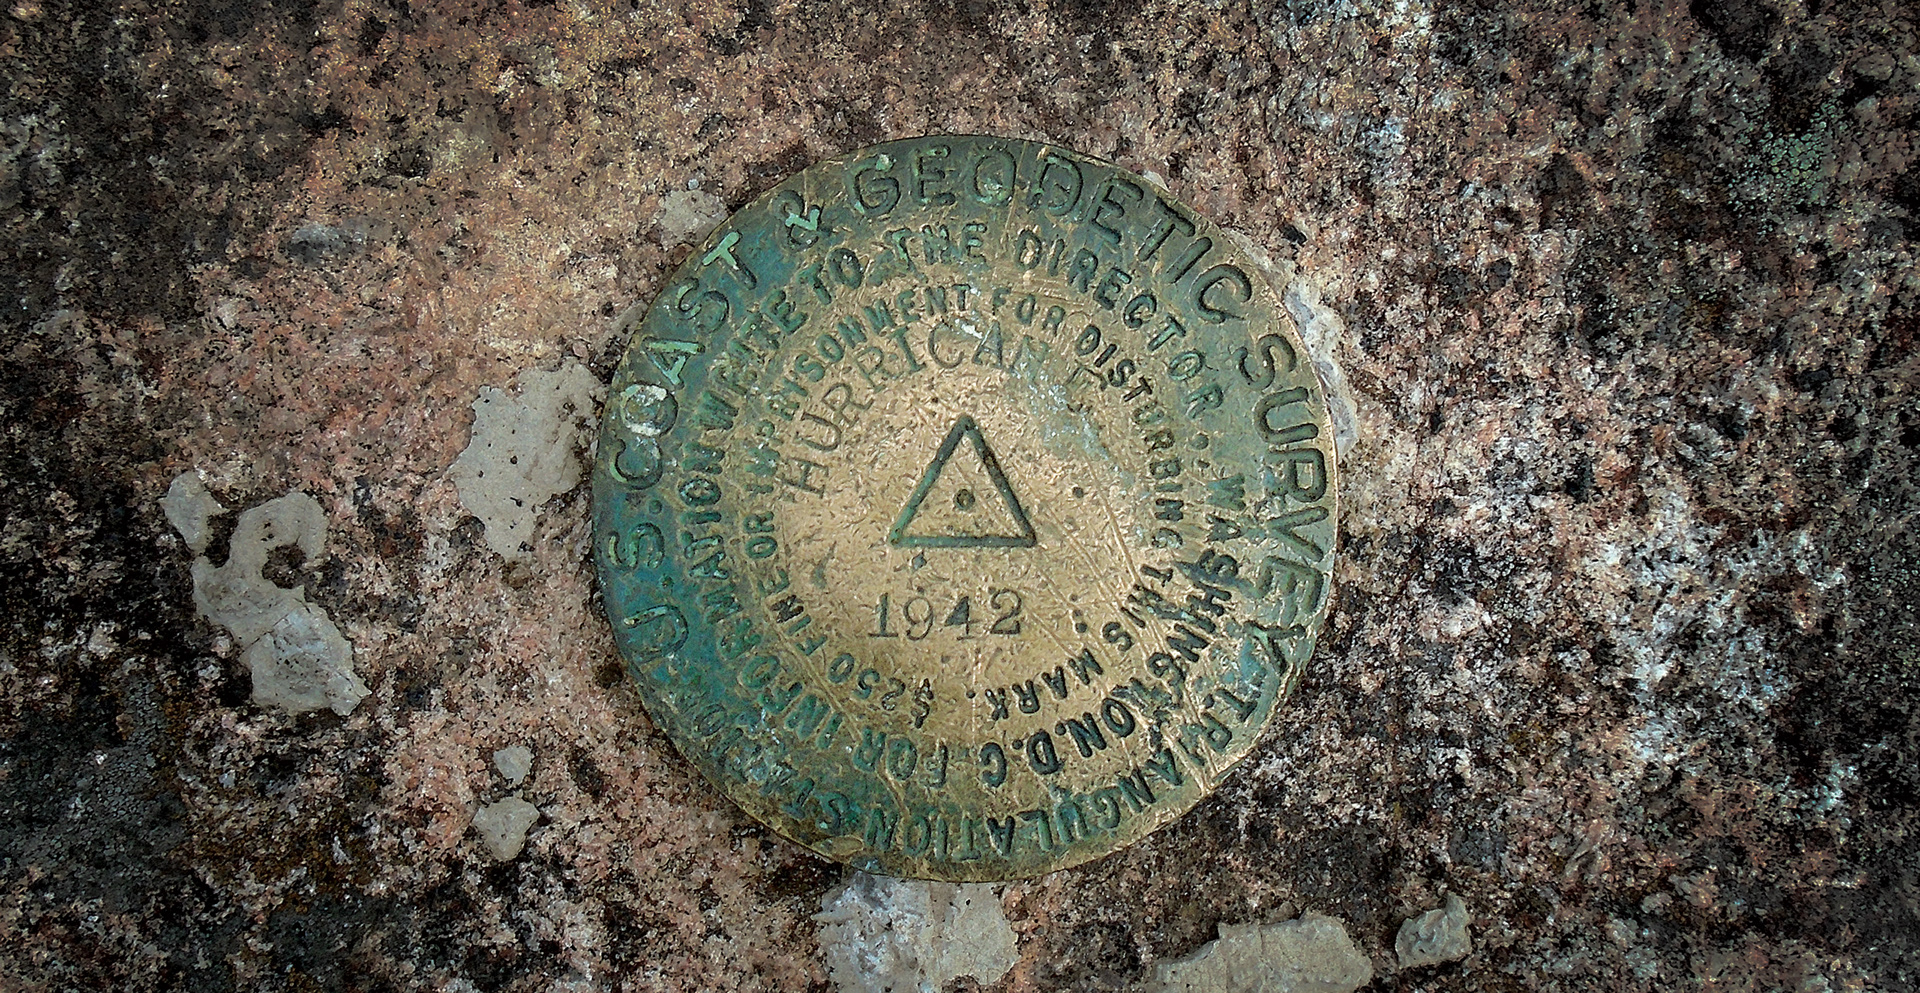 U.S. COAST & GEODETIC SURVEY
TRIANGULATION STATION
FOR INFORMATION WRITE TO THE DIRECTOR. WASHINGTON. D.C
$250 FINE OR IMPRISONMENT FOR DISTURBING THIS MARK.
HURRICANE
1942